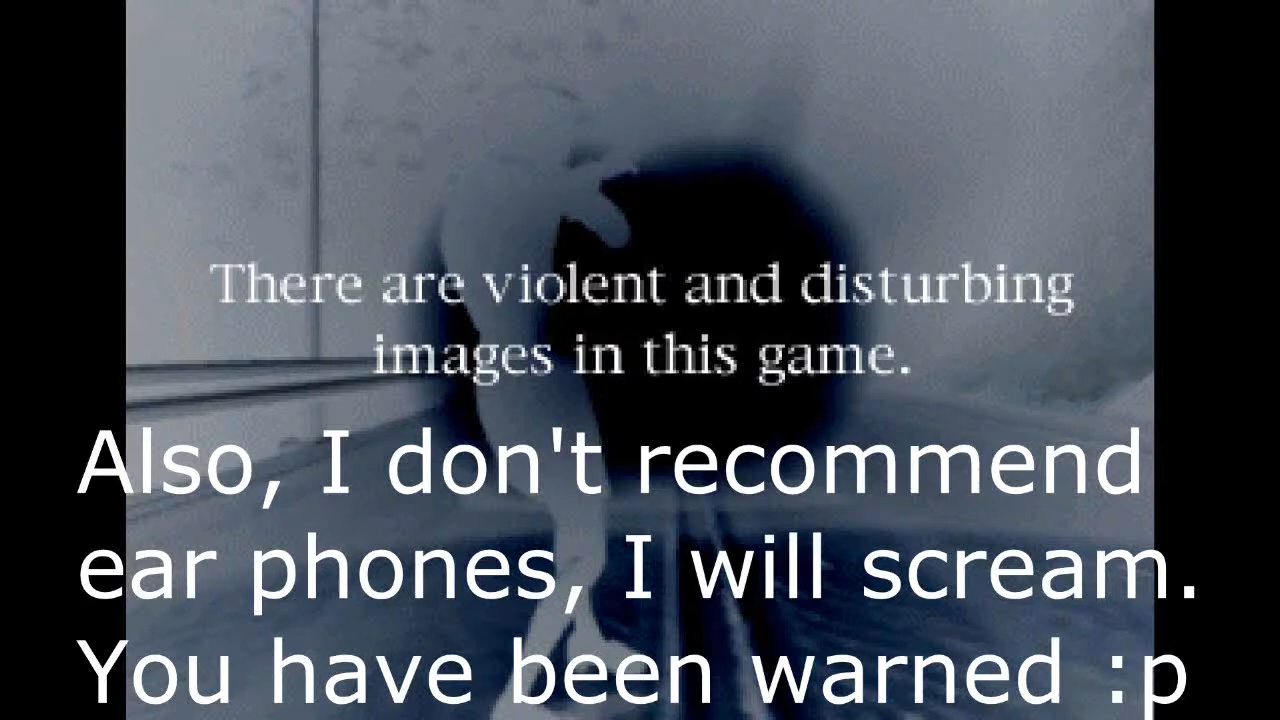 There are violent and disturbing
images in this game.
Also, I don't recommend
ear phones, I will scream.
You have been warned :p